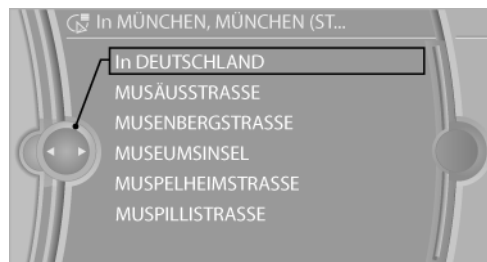 In MÜNCHEN, MÜNCHEN (ST...
In DEUTSCHLAND
MUSÄUSSTRASSE
MUSENBERGSTRASSE
MUSEUMSINSEL
MUSPELHEIMSTRASSE
MUSPILLISTRASSE